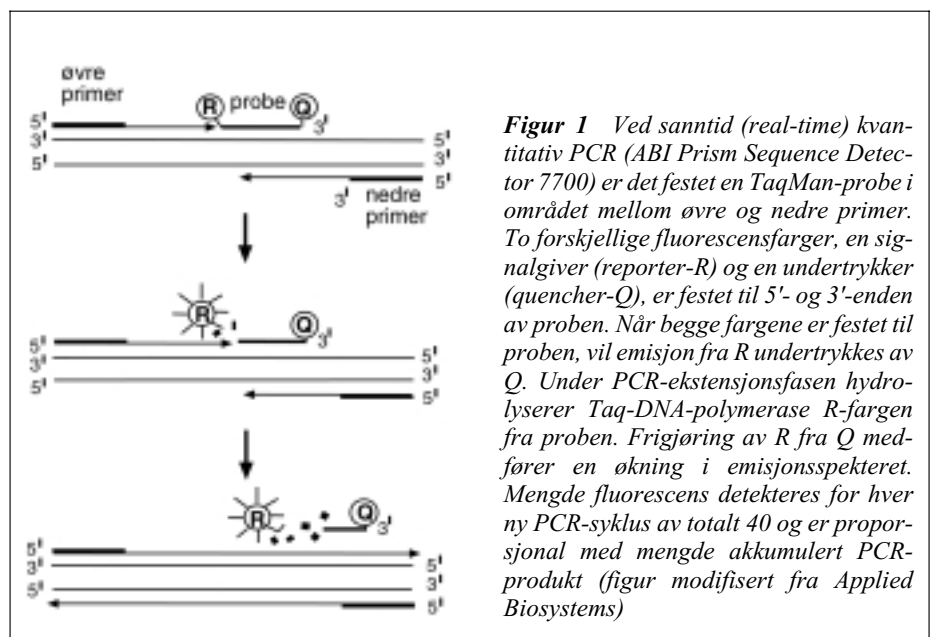 øvre
primer
R probe Q
5' 3'
3' 5'
5' 3'
5'
3' nedre
primer
R Q
3'
3' 5'
5' 3'
5'
R Q
3'
5'
3' 5'
5' 3'
5'
Figur 1 Ved sanntid (real-time) kvan-
titativ PCR (ABI Prism Sequence Detec-
tor 7700) er det festet en TaqMan-probe i
området mellom øvre og nedre primer.
To forskjellige fluorescensfarger, en sig-
nalgiver (reporter-R) og en undertrykker
(quencher-Q), er festet til 5'- og 3'-enden
av proben. Når begge fargene er festet til
proben, vil emisjon fra R undertrykkes av
Q. Under PCR-ekstensjonsfasen hydro-
lyserer Taq-DNA-polymerase R-fargen
fra proben. Frigjøring av R fra Q med-
fører en økning i emisjonsspekteret.
Mengde fluorescens detekteres for hver
ny PCR-syklus av totalt 40 og er propor-
sjonal med mengde akkumulert PCR-
produkt (figur modifisert fra Applied
Biosystems)